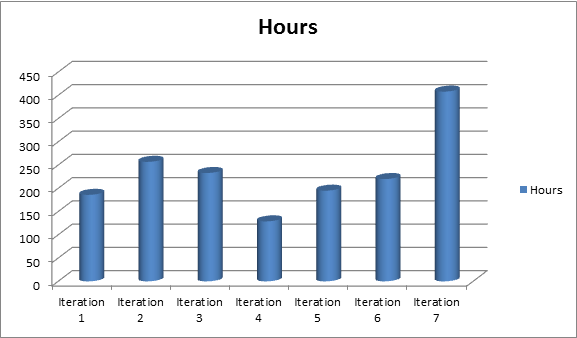 Hours
450
400
350
300
250
200
150
100
50
0
Iteration 1
Iteration 2
Iteration 3
Iteration 4
Iteration 5
Iteration 6
Iteration 7
Hours